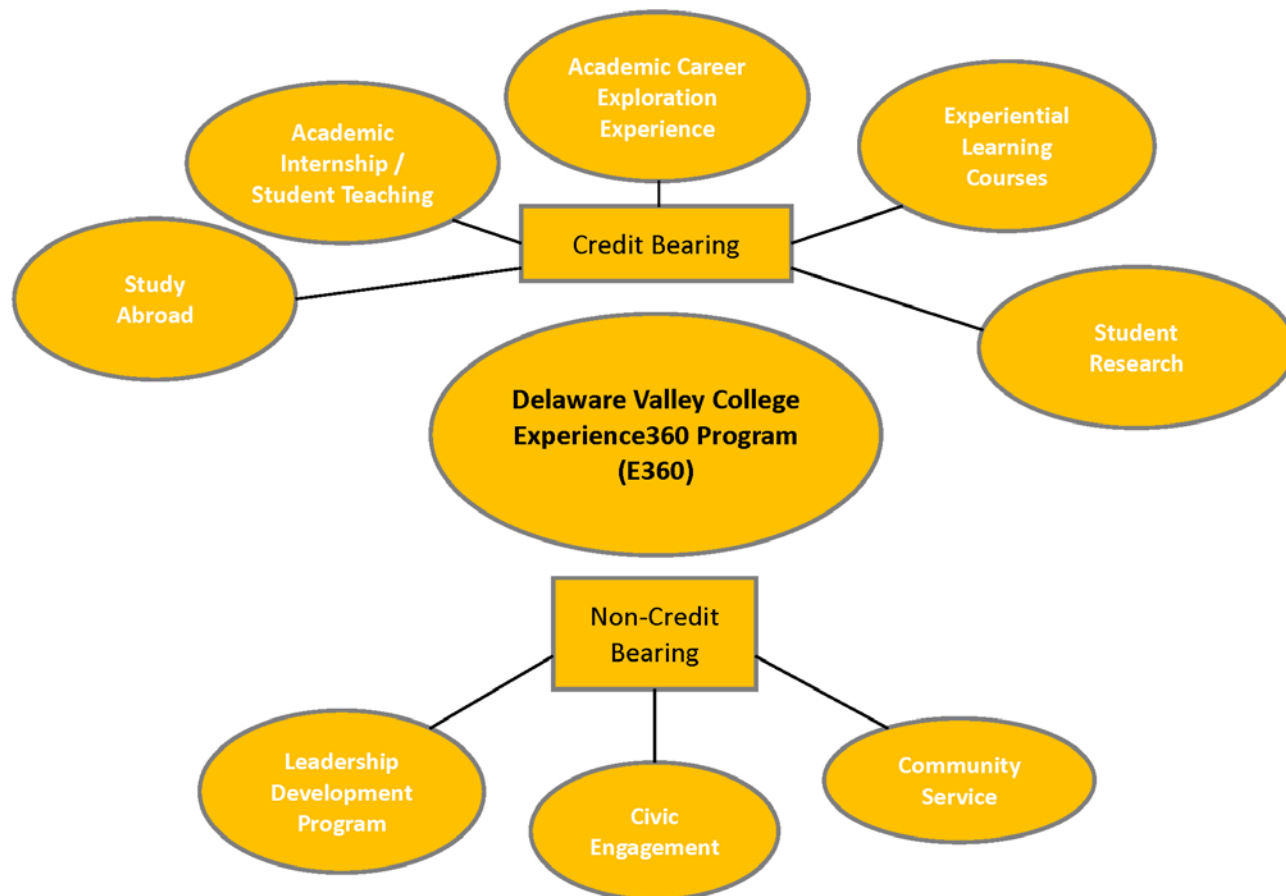 Academic Career
Exploration
Experience
Academic
Internship /
Student Teaching
Experiential
Learning
Courses
Credit Bearing
Study
Abroad
Student
Research
Delaware Valley College
Experience360 Program
(E360)
Non-Credit
Bearing
Leadership
Development
Program
Civic
Engagement
Community
Service